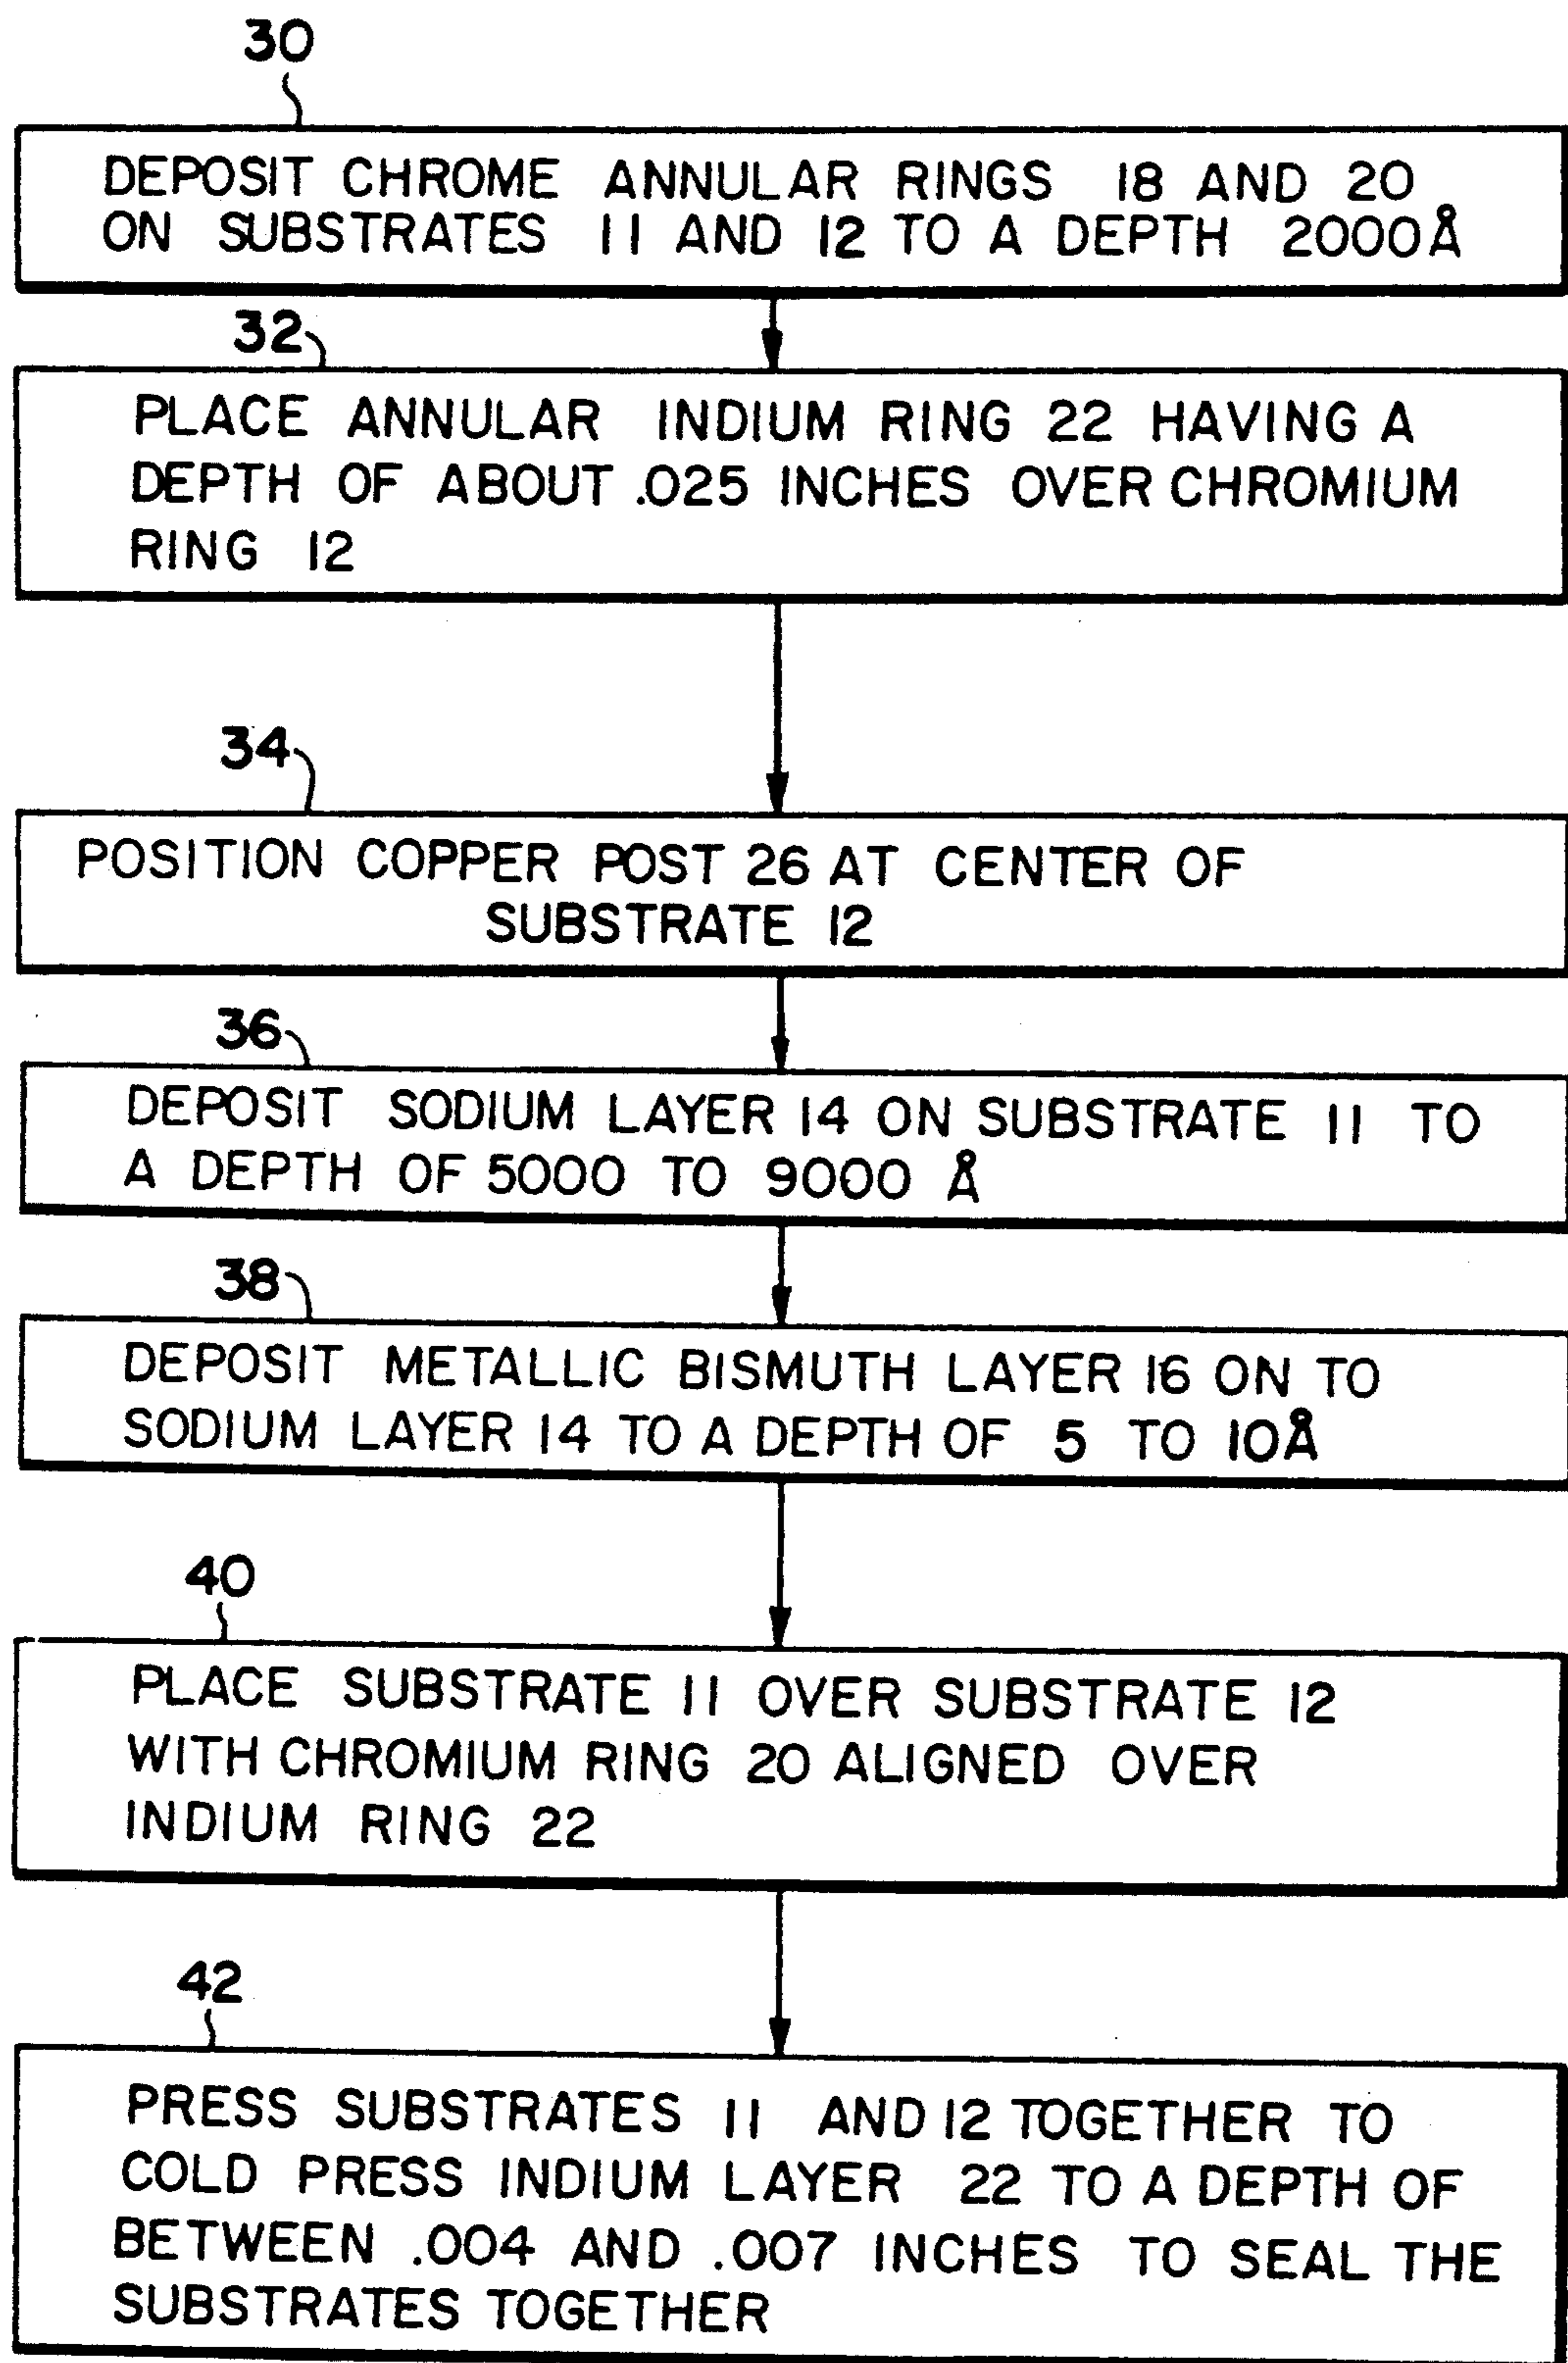 30
DEPOSIT CHROME ANNULAR RINGS 18 AND 20
ON SUBSTRATES 11 AND 12 TO A DEPTH 2000Å
32
PLACE ANNULAR INDIUM RING 22 HAVING A
DEPTH OF ABOUT .025 INCHES OVER CHROMIUM
RING 12
34
POSITION COPPER POST 26 AT CENTER OF
SUBSTRATE 12
36
DEPOSIT SODIUM LAYER 14 ON SUBSTRATE 11 TO
A DEPTH OF 5000 TO 9000 Å
38
DEPOSIT METALLIC BISMUTH LAYER 16 ON TO
SODIUM LAYER 14 TO A DEPTH OF 5 TO 10Å
40
PLACE SUBSTRATE 11 OVER SUBSTRATE 12
WITH CHROMIUM RING 20 ALIGNED OVER
INDIUM RING 22
42
PRESS SUBSTRATES 11 AND 12 TOGETHER TO
COLD PRESS INDIUM LAYER 22 TO A DEPTH OF
BETWEEN .004 AND .007 INCHES TO SEAL THE
SUBSTRATES TOGETHER